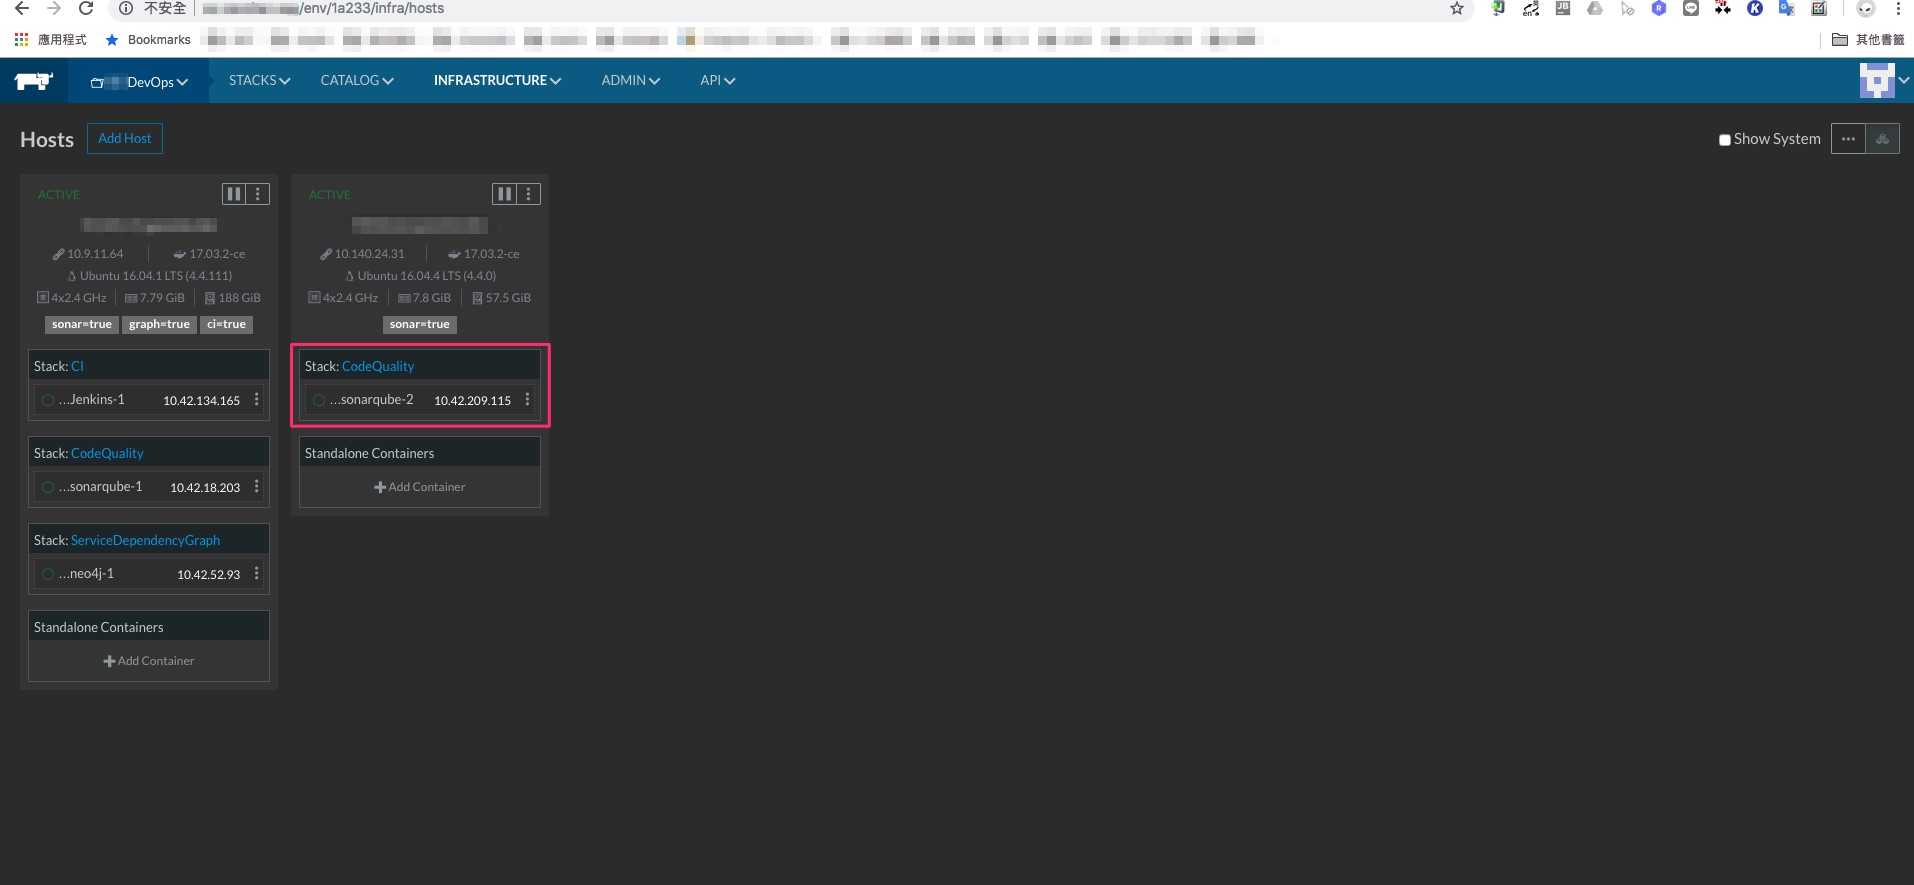 不安全 /env/1a233/infra/hosts
應用程式 Bookmarks 其他書籤
DevOps STACKS CATALOG INFRASTRUCTURE ADMIN API
Hosts Add Host Show System
ACTIVE
10.9.11.64 17.03.2-ce
Ubuntu 16.04.1 LTS (4.4.111)
4x2.4 GHz 7.79 GiB 188 GiB
sonar=true graph=true ci=true
Stack: CI
...Jenkins-1 10.42.134.165
Stack: CodeQuality
...sonarqube-1 10.42.18.203
Stack: ServiceDependencyGraph
...neo4j-1 10.42.52.93
Standalone Containers
Add Container
ACTIVE
10.140.24.31 17.03.2-ce
Ubuntu 16.04.4 LTS (4.4.0)
4x2.4 GHz 7.8 GiB 57.5 GiB
sonar=true
Stack: CodeQuality
...sonarqube-2 10.42.209.115
Standalone Containers
Add Container